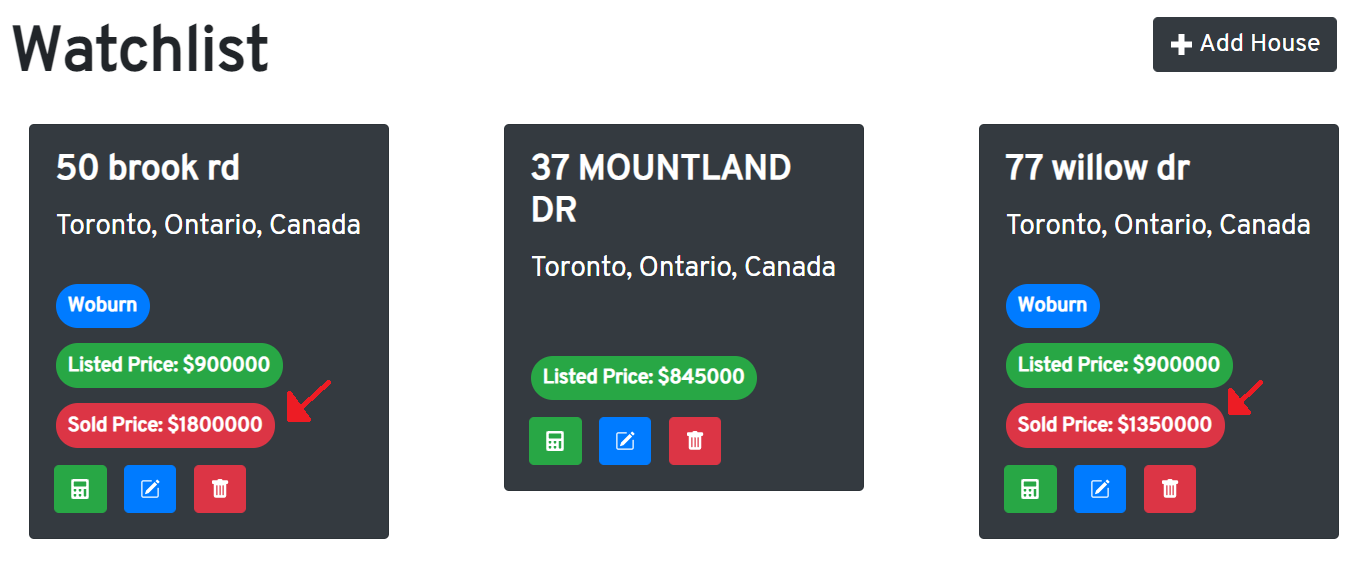 Watchlist
Add House
50 brook rd
Toronto, Ontario, Canada
Woburn
Listed Price: $900000
Sold Price: $1800000
37 MOUNTLAND
DR
Toronto, Ontario, Canada
Listed Price: $845000
77 willow dr
Toronto, Ontario, Canada
Woburn
Listed Price: $900000
Sold Price: $1350000